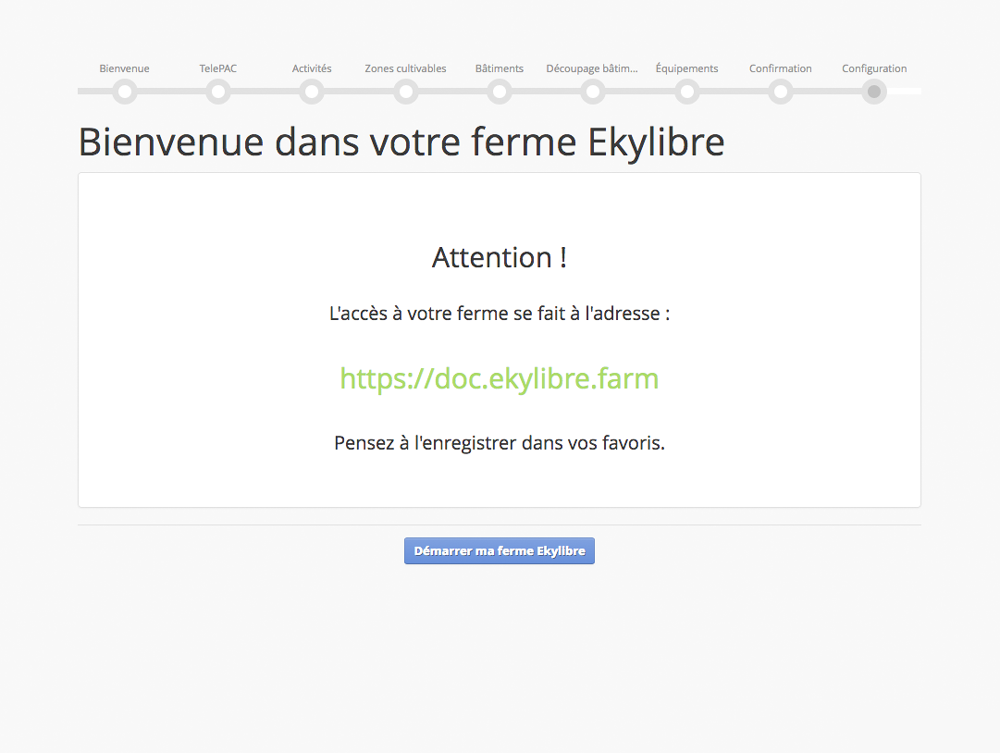 Bienvenue
TelePAC
Activités
Zones cultivables
Bâtiments
Découpage bâtim...
Équipements
Confirmation
Configuration
Bienvenue dans votre ferme Ekylibre
Attention !
L'accès à votre ferme se fait à l'adresse :
https://doc.ekylibre.farm
Pensez à l'enregistrer dans vos favoris.
Démarrer ma ferme Ekylibre